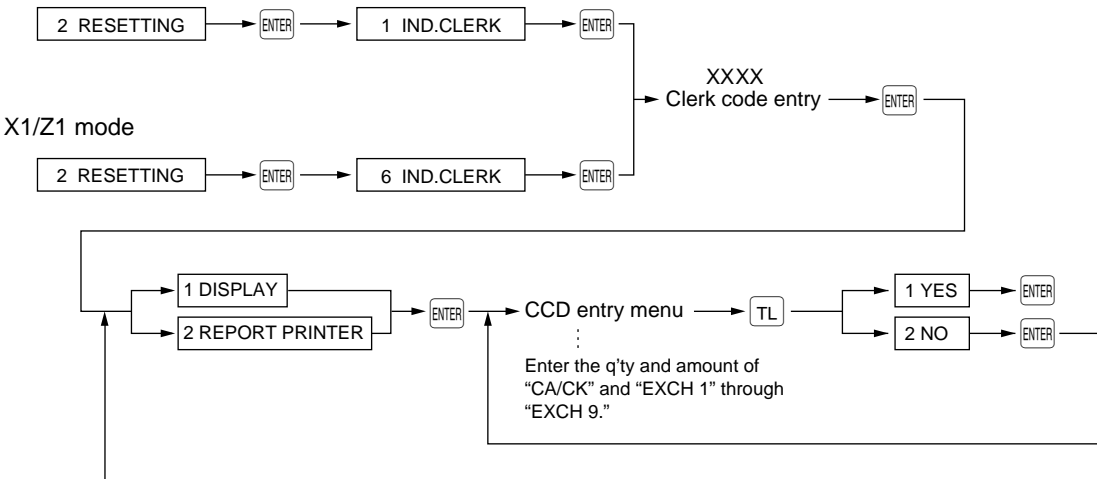 2 RESETTING ENTER 1 IND.CLERK ENTER
XXXX
Clerk code entry ENTER
X1/Z1 mode
2 RESETTING ENTER 6 IND.CLERK ENTER
1 DISPLAY
2 REPORT PRINTER
ENTER CCD entry menu TL
1 YES ENTER
2 NO ENTER
Enter the q'ty and amount of
“CA/CK” and “EXCH 1” through
“EXCH 9.”